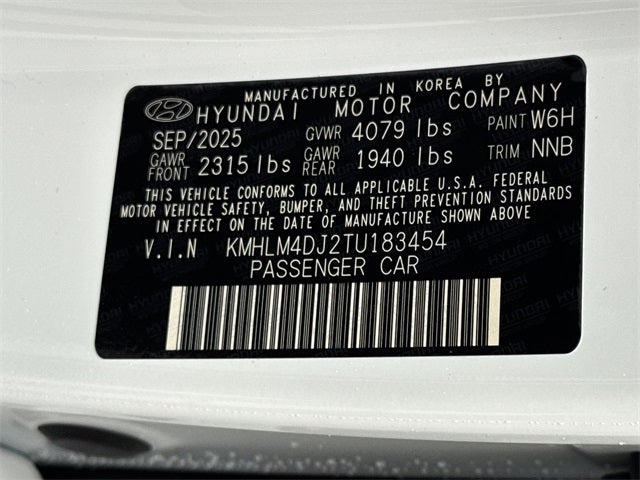 MANUFACTURED IN KOREA BY
HYUNDAI MOTOR COMPANY
SEP/2025 GVWR 4079 lbs PAINT W6H
GAWR FRONT 2315 lbs GAWR REAR 1940 lbs TRIM NNB
THIS VEHICLE CONFORMS TO ALL APPLICABLE U.S.A. FEDERAL
MOTOR VEHICLE SAFETY, BUMPER, AND THEFT PREVENTION STANDARDS
IN EFFECT ON THE DATE OF MANUFACTURE SHOWN ABOVE
V.I.N KMHLM4DJ2TU183454
PASSENGER CAR